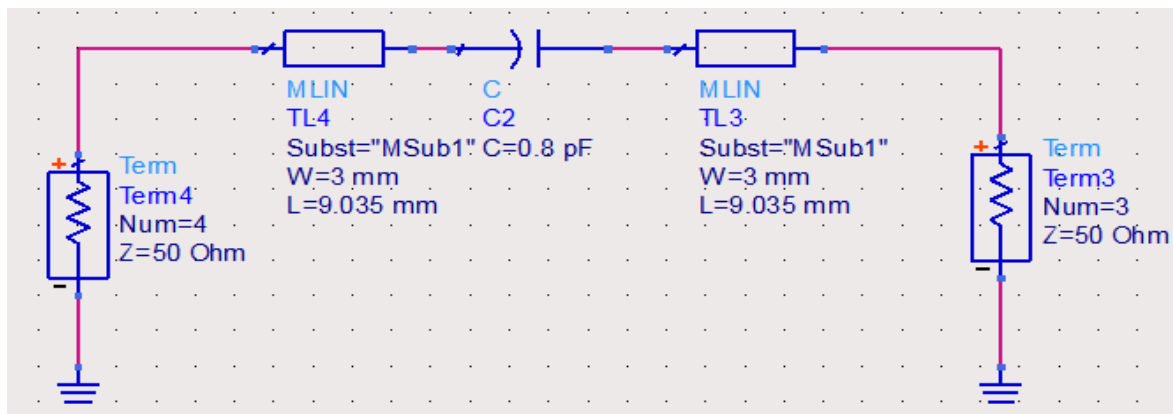 MLIN
TL4
Subst="MSub1"
W=3 mm
L=9.035 mm
C
C2
C=0.8 pF
MLIN
TL3
Subst="MSub1"
W=3 mm
L=9.035 mm
+
Term
Term4
Num=4
Z=50 Ohm
-
+
Term
Term3
Num=3
Z=50 Ohm
-